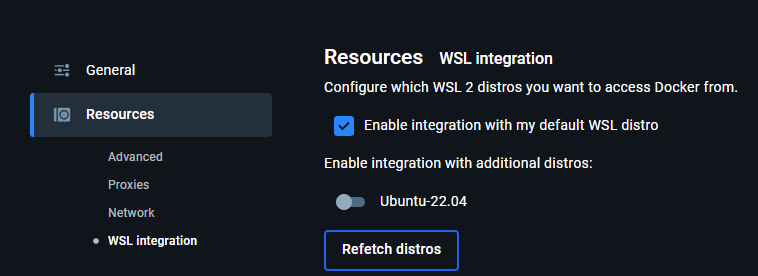 General
Resources
Advanced
Proxies
Network
WSL integration
Resources WSL integration
Configure which WSL 2 distros you want to access Docker from.
Enable integration with my default WSL distro
Enable integration with additional distros:
Ubuntu-22.04
Refetch distros